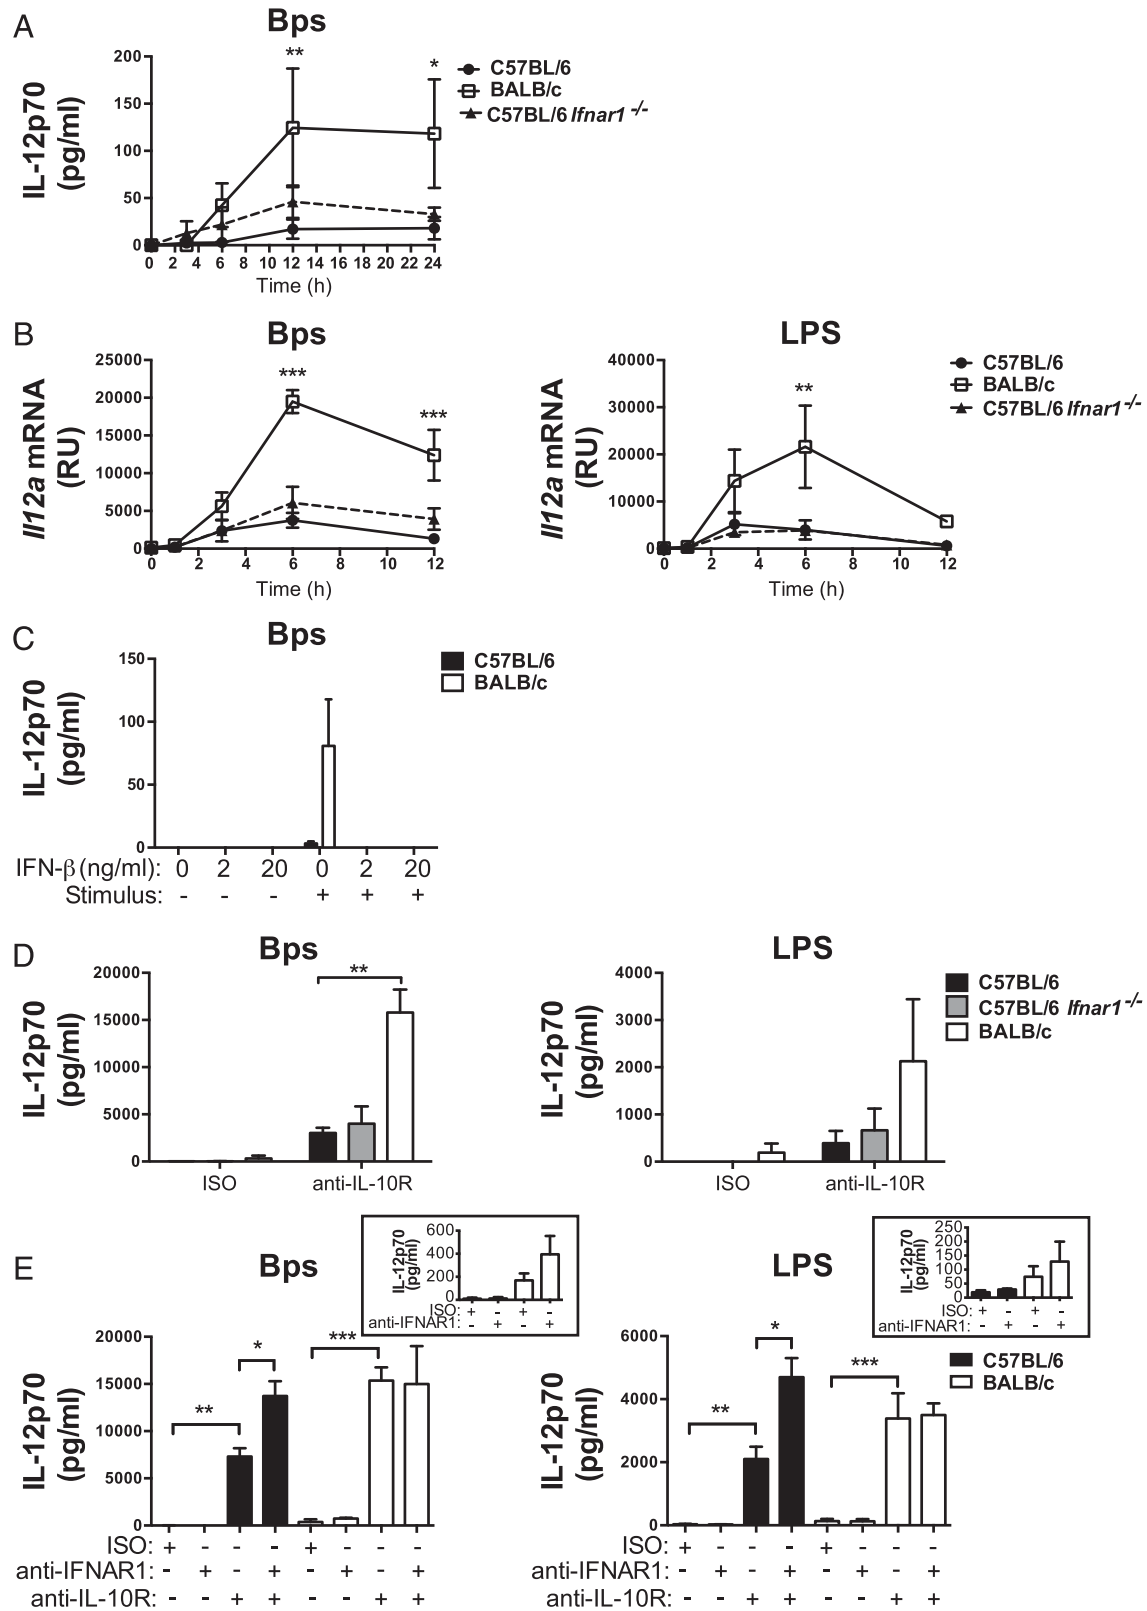 A
Bps
IL-12p70
(pg/ml)
200
150
100
50
0
**
*
0 2 4 6 8 10 12 14 16 18 20 22 24
Time (h)
C57BL/6
BALB/c
C57BL/6 Ifnar1 -/-
B
Bps
Il12a mRNA
(RU)
25000
20000
15000
10000
5000
0
***
***
0 2 4 6 8 10 12
Time (h)
LPS
Il12a mRNA
(RU)
40000
30000
20000
10000
0
**
0 2 4 6 8 10 12
Time (h)
C57BL/6
BALB/c
C57BL/6 Ifnar1 -/-
C
Bps
IL-12p70
(pg/ml)
150
100
50
0
IFN-β (ng/ml): 0 2 20 0 2 20
Stimulus: - - - + + +
C57BL/6
BALB/c
D
Bps
IL-12p70
(pg/ml)
20000
15000
10000
5000
0
**
ISO anti-IL-10R
LPS
IL-12p70
(pg/ml)
4000
3000
2000
1000
0
ISO anti-IL-10R
C57BL/6
C57BL/6 Ifnar1 -/-
BALB/c
E
Bps
IL-12p70
(pg/ml)
600
400
200
0
ISO: + - + -
anti-IFNAR1: - + - +
IL-12p70
(pg/ml)
20000
15000
10000
5000
0
**
*
***
ISO: + - - - + - - -
anti-IFNAR1: - + - + - + - +
anti-IL-10R: - - + + - - + +
LPS
IL-12p70
(pg/ml)
250
200
150
100
50
0
ISO: + - + -
anti-IFNAR1: - + - +
IL-12p70
(pg/ml)
6000
4000
2000
0
**
*
***
C57BL/6
BALB/c
ISO: + - - - + - - -
anti-IFNAR1: - + - + - + - +
anti-IL-10R: - - + + - - + +